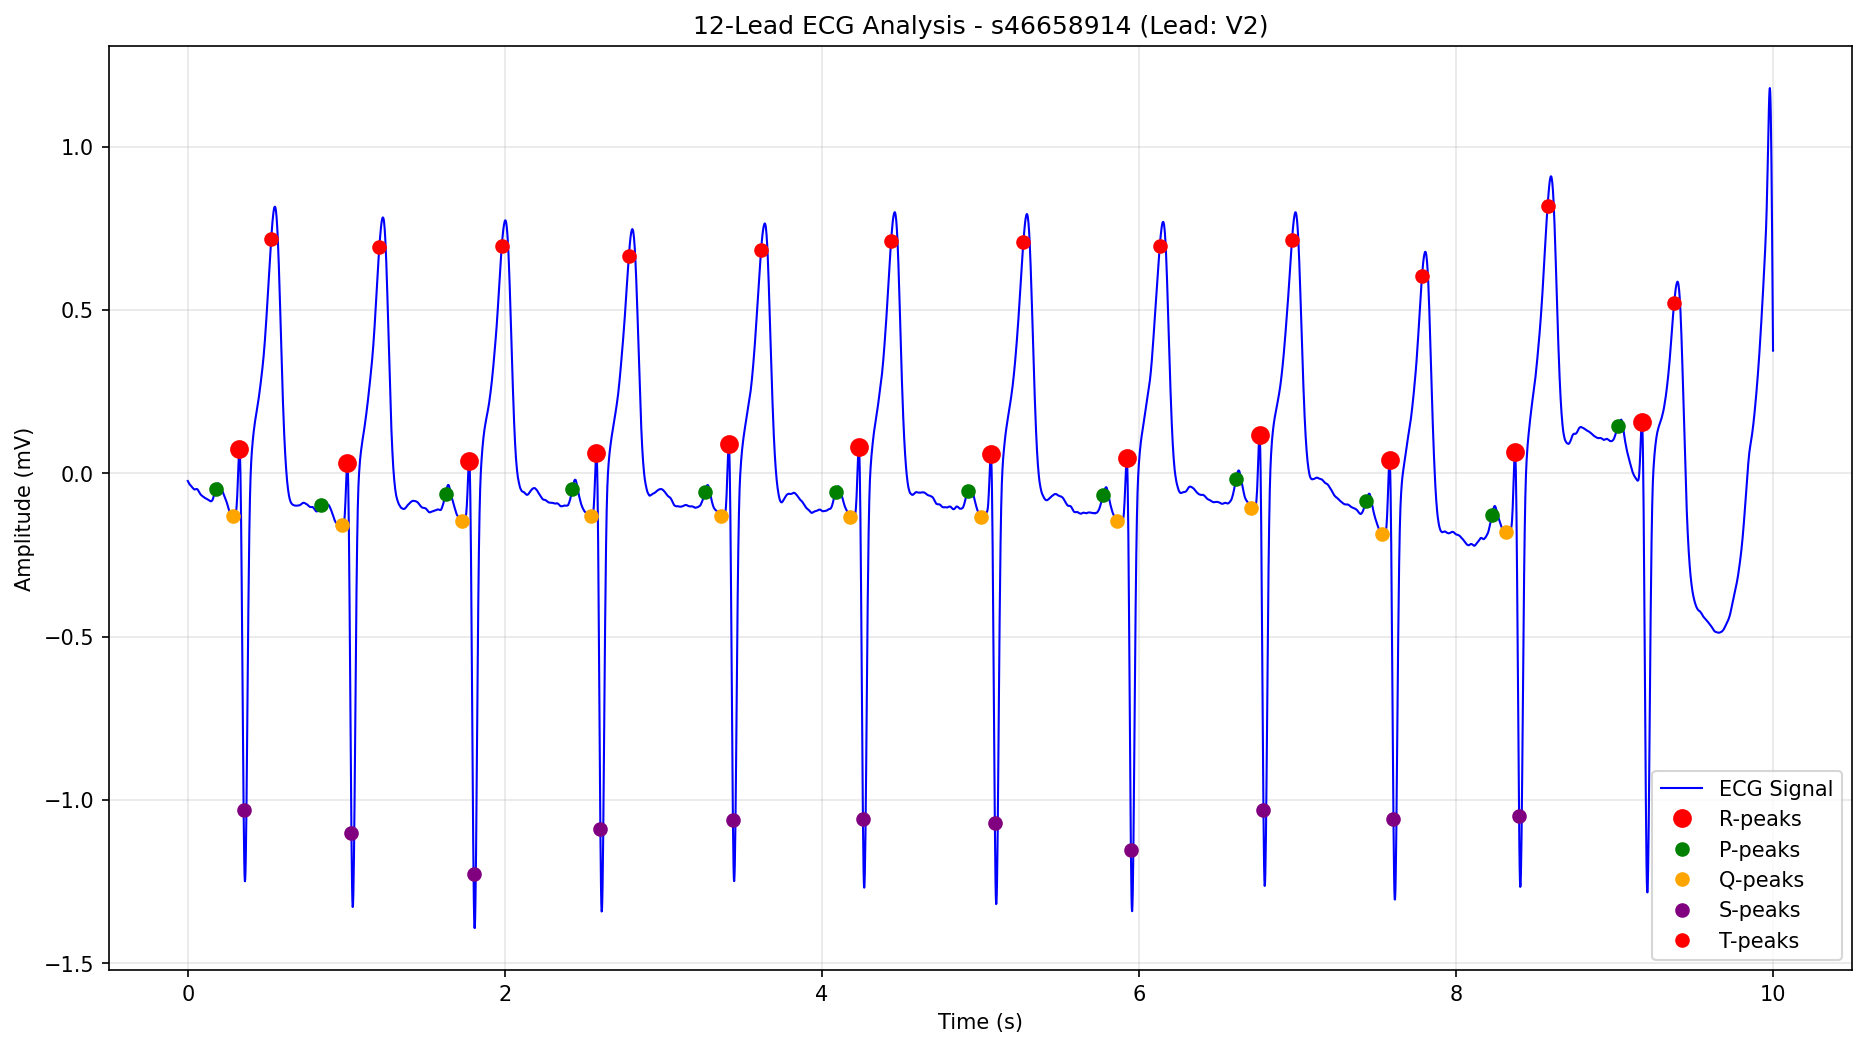 12-Lead ECG Analysis - s46658914 (Lead: V2)
Amplitude (mV)
1.0
0.5
0.0
−0.5
−1.0
−1.5
0 2 4 6 8 10
Time (s)
ECG Signal
R-peaks
P-peaks
Q-peaks
S-peaks
T-peaks